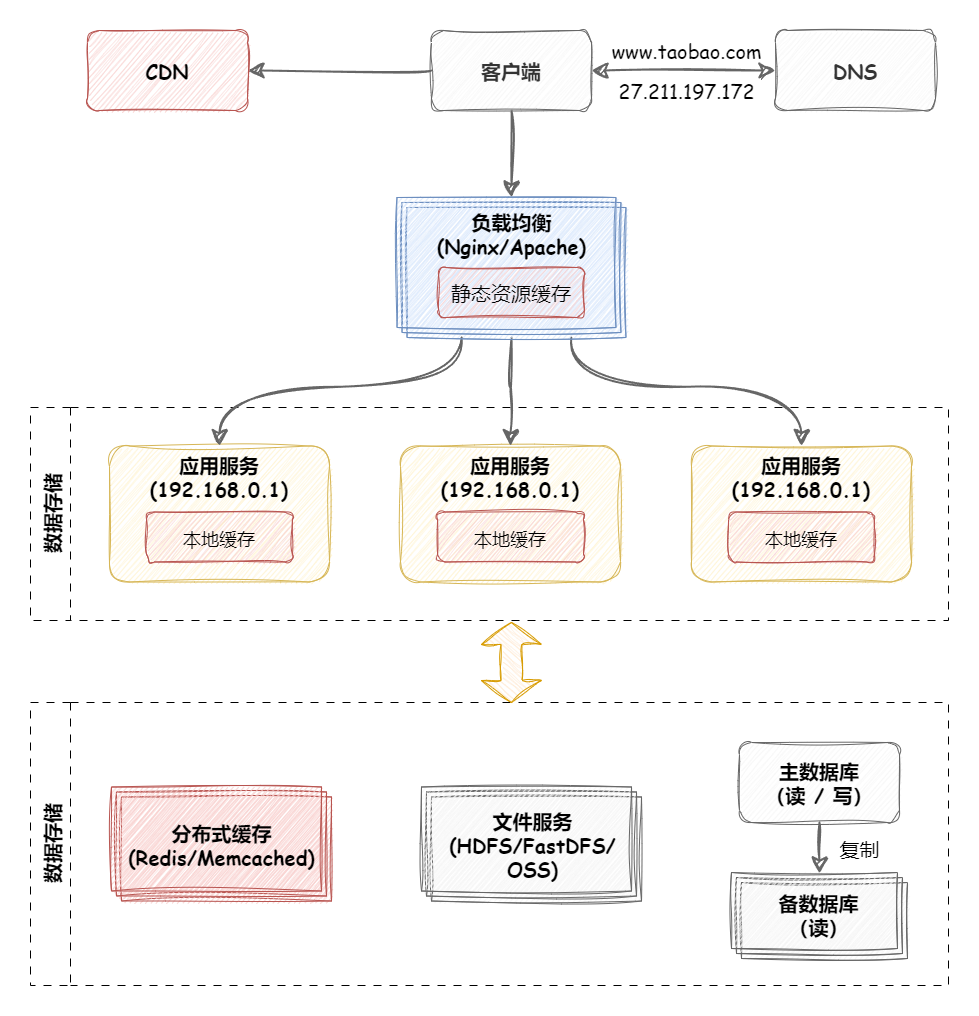 CDN
客户端
www.taobao.com
27.211.197.172
DNS
负载均衡
(Nginx/Apache)
静态资源缓存
数据存储
应用服务
(192.168.0.1)
本地缓存
应用服务
(192.168.0.1)
本地缓存
应用服务
(192.168.0.1)
本地缓存
数据存储
分布式缓存
(Redis/Memcached)
文件服务
(HDFS/FastDFS/
OSS)
主数据库
(读 / 写)
复制
备数据库
(读)